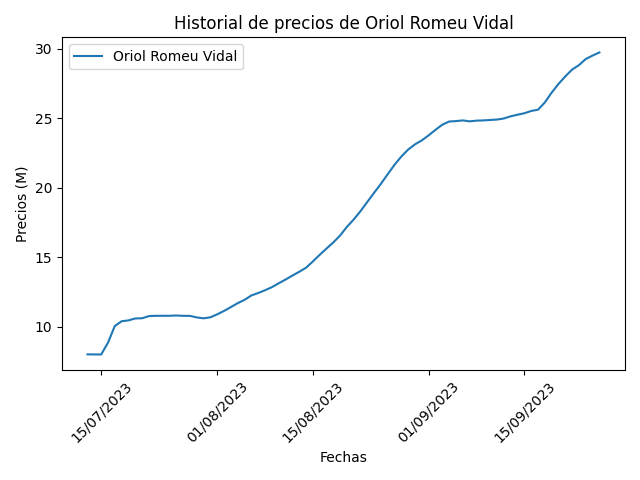 Historial de precios de Oriol Romeu Vidal
Oriol Romeu Vidal
Precios (M)
30
25
20
15
10
15/07/2023
01/08/2023
15/08/2023
01/09/2023
15/09/2023
Fechas